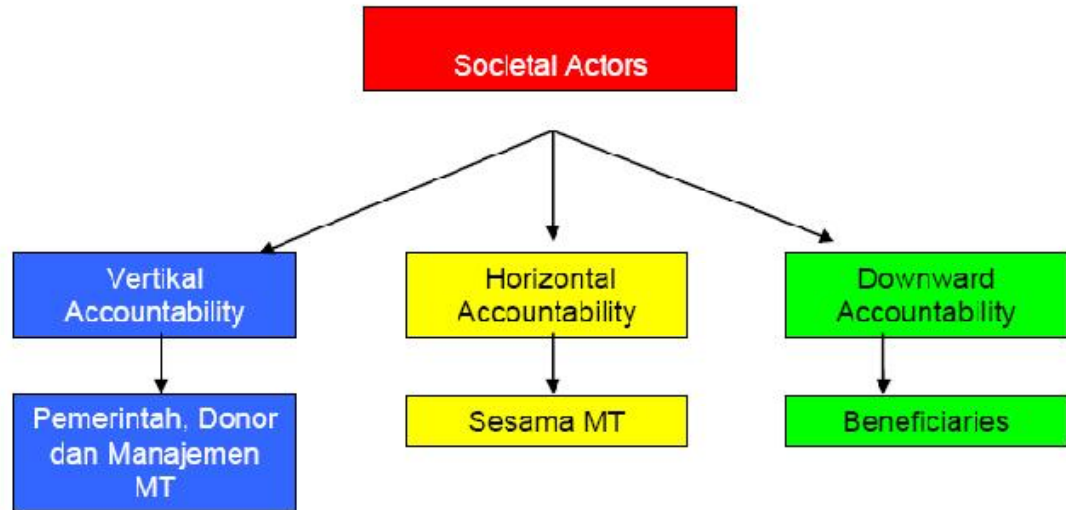 Societal Actors
Vertikal
Accountability
Horizontal
Accountability
Downward
Accountability
Pemerintah, Donor
dan Manajemen
MT
Sesama MT
Beneficiaries